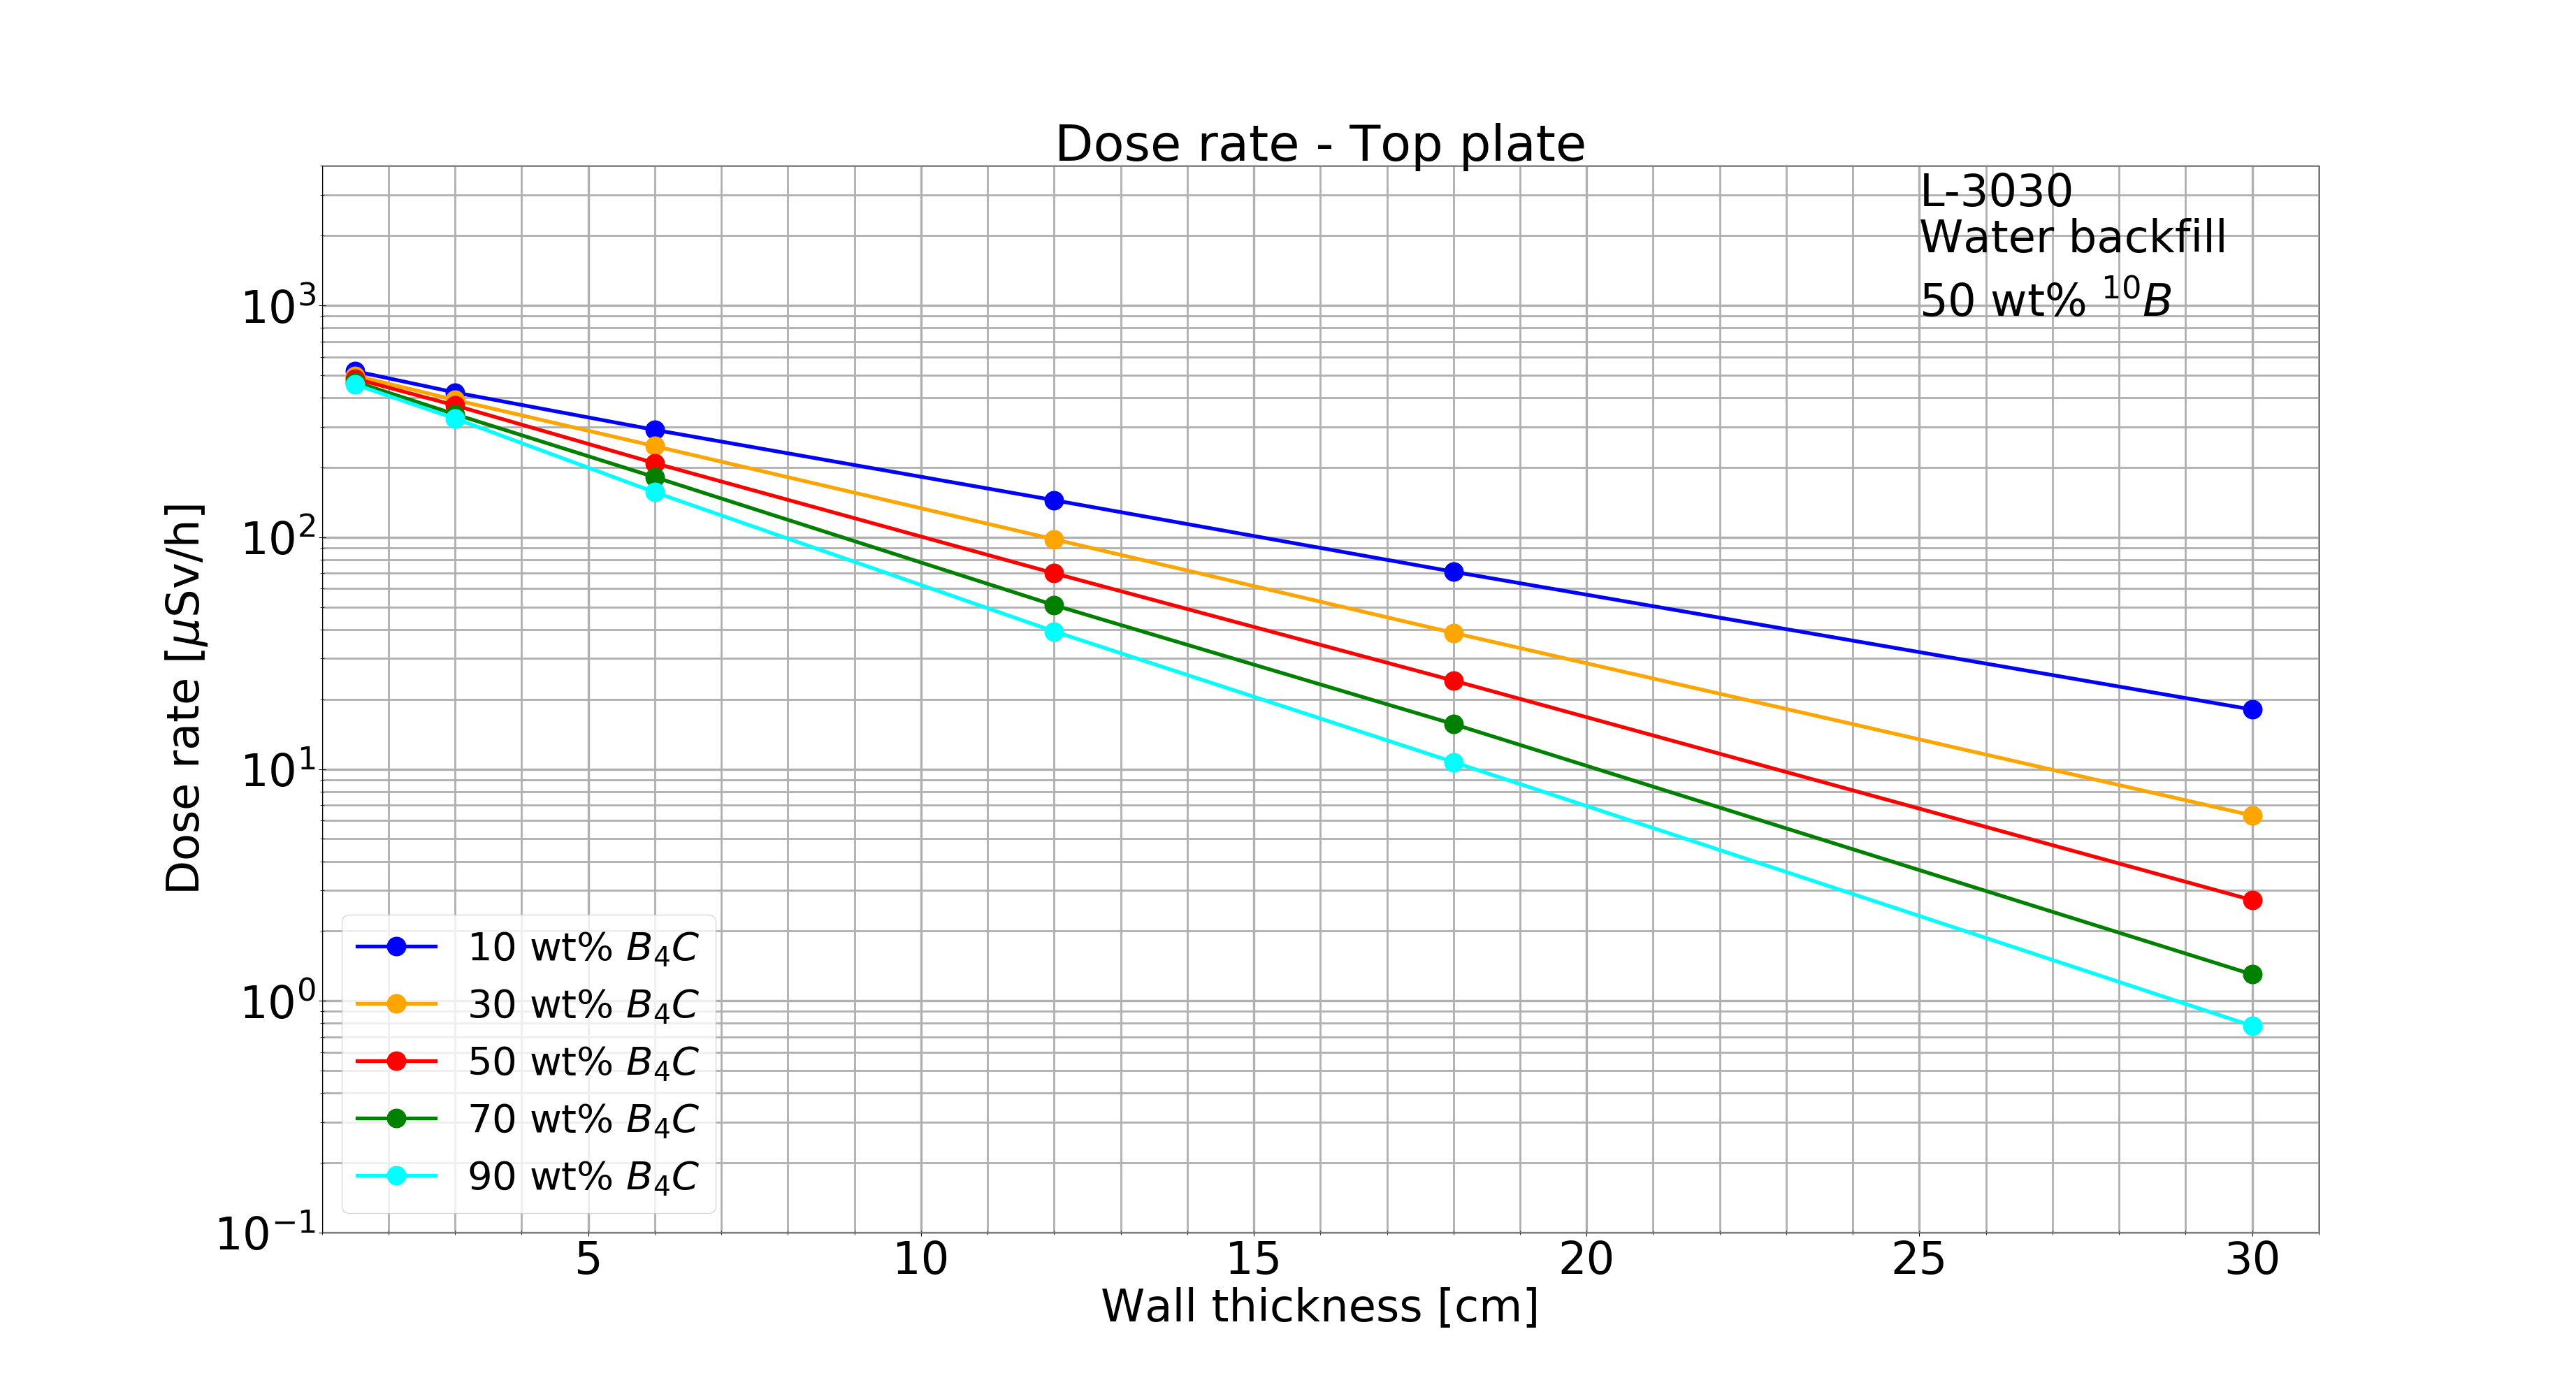 Dose rate - Top plate
L-3030
Water backfill
50 wt% ¹⁰B
Dose rate [μSv/h]
10³
10²
10¹
10⁰
10⁻¹
10 wt% B₄C
30 wt% B₄C
50 wt% B₄C
70 wt% B₄C
90 wt% B₄C
5 10 15 20 25 30
Wall thickness [cm]